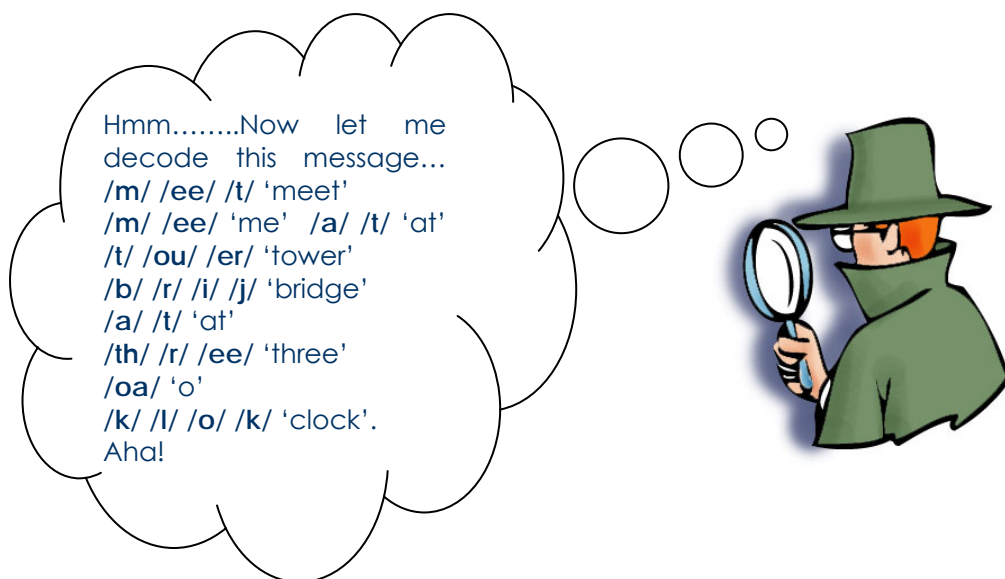 Hmm……..Now let me
decode this message…
/m/ /ee/ /t/ ‘meet’
/m/ /ee/ ‘me’ /a/ /t/ ‘at’
/t/ /ou/ /er/ ‘tower’
/b/ /r/ /i/ /j/ ‘bridge’
/a/ /t/ ‘at’
/th/ /r/ /ee/ ‘three’
/oa/ ‘o’
/k/ /l/ /o/ /k/ ‘clock’.
Aha!